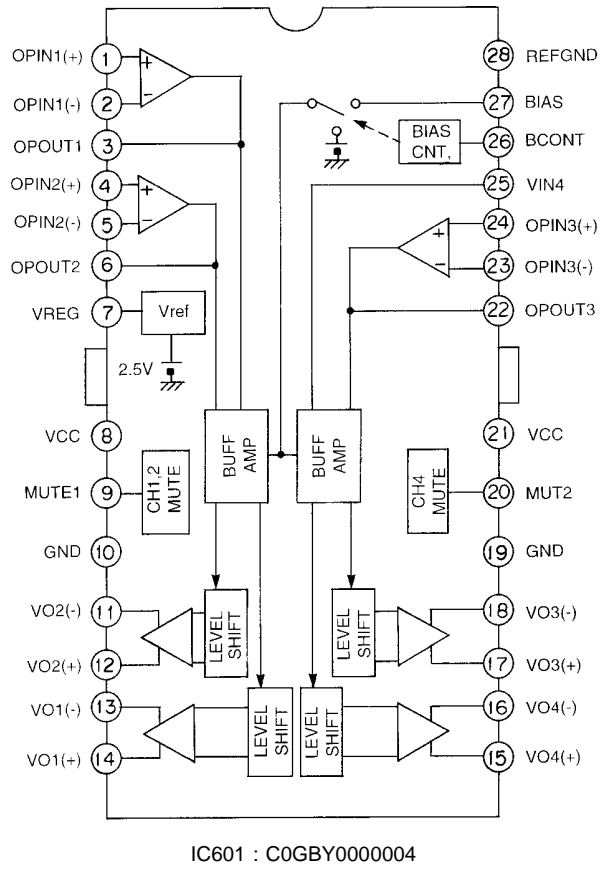 OPIN1(+) 1 + 28 REFGND
OPIN1(-) 2 − 27 BIAS
OPOUT1 3 BIAS CNT, 26 BCONT
OPIN2(+) 4 + 25 VIN4
OPIN2(-) 5 − + 24 OPIN3(+)
OPOUT2 6 − 23 OPIN3(-)
VREG 7 Vref 22 OPOUT3
2.5V
BUFF AMP
BUFF AMP
VCC 8 21 VCC
MUTE1 9 CH1,2 MUTE CH4 MUTE 20 MUT2
GND 10 19 GND
VO2(-) 11 LEVEL SHIFT LEVEL SHIFT 18 VO3(-)
VO2(+) 12 17 VO3(+)
VO1(-) 13 LEVEL SHIFT LEVEL SHIFT 16 VO4(-)
VO1(+) 14 15 VO4(+)
IC601 : C0GBY0000004